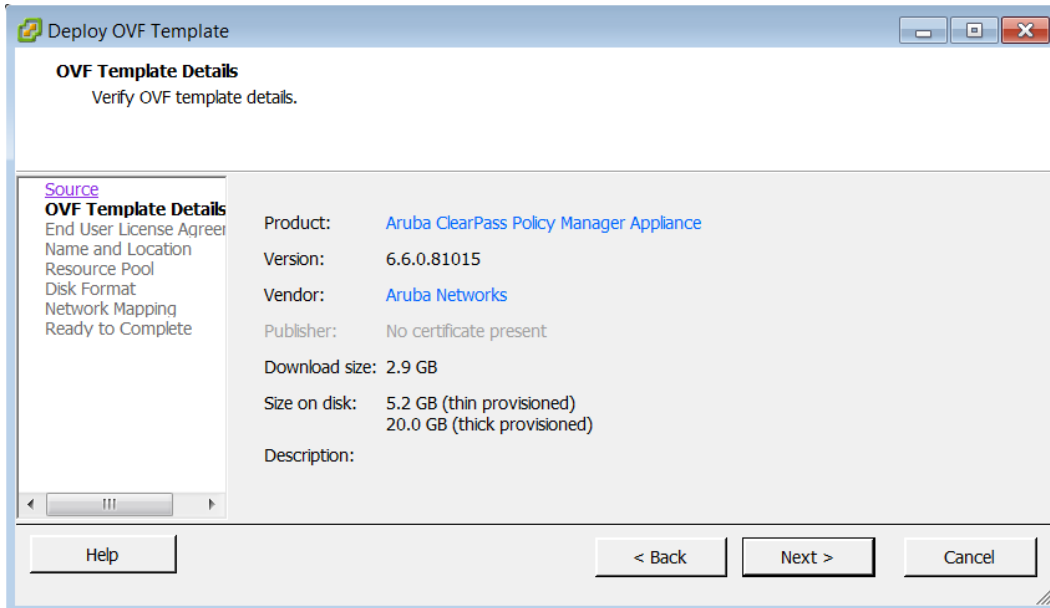 Deploy OVF Template
OVF Template Details
Verify OVF template details.
Source
OVF Template Details
End User License Agreer
Name and Location
Resource Pool
Disk Format
Network Mapping
Ready to Complete
Product: Aruba ClearPass Policy Manager Appliance
Version: 6.6.0.81015
Vendor: Aruba Networks
Publisher: No certificate present
Download size: 2.9 GB
Size on disk: 5.2 GB (thin provisioned)
20.0 GB (thick provisioned)
Description:
Help
< Back
Next >
Cancel